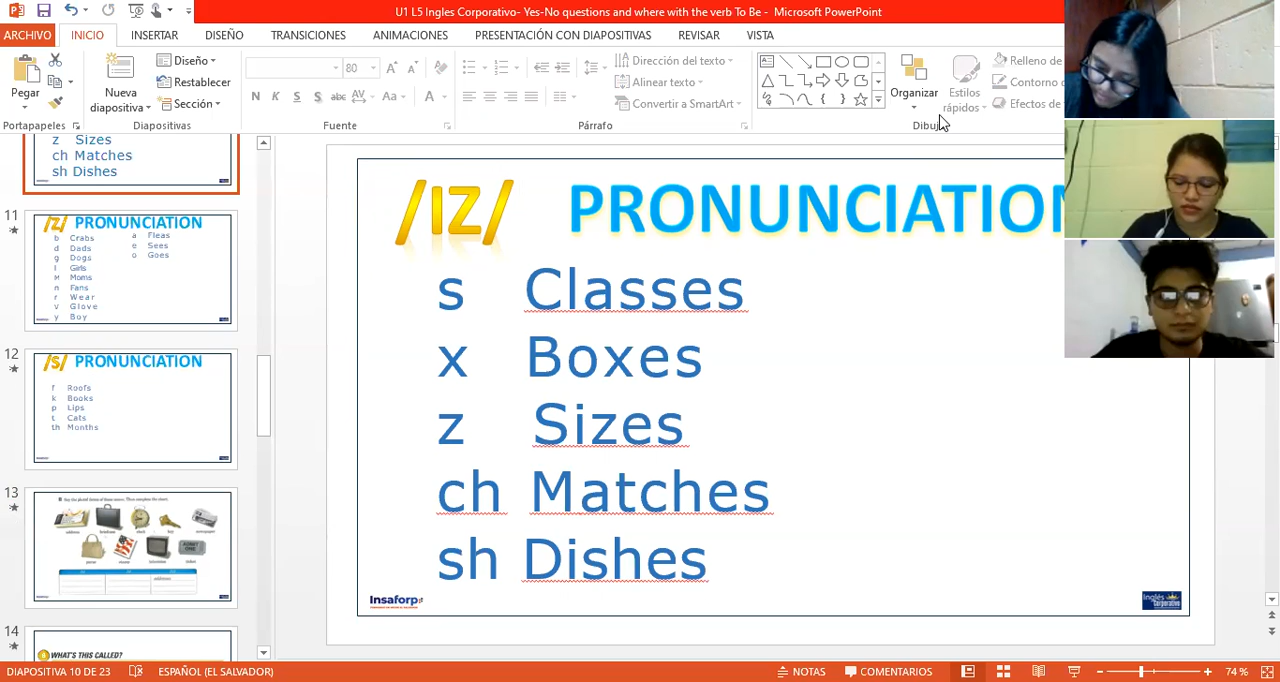 U1 L5 Ingles Corporativo- Yes-No questions and where with the verb To Be - Microsoft PowerPoint
ARCHIVO INICIO INSERTAR DISEÑO TRANSICIONES ANIMACIONES PRESENTACIÓN CON DIAPOSITIVAS REVISAR VISTA
Pegar
Nueva diapositiva
Diseño
Restablecer
Sección
80
N K S S abc AV Aa A
Dirección del texto
Alinear texto
Convertir a SmartArt
Organizar
Estilos rápidos
Relleno de
Contorno
Efectos de
Portapapeles Diapositivas Fuente Párrafo Dibuj
z Sizes
ch Matches
sh Dishes
11
/Z/ PRONUNCIATION
b Crabs
d Dads
g Dogs
l Girls
M Moms
n Fans
r Wear
v Glove
y Boy
a Fleas
e Sees
o Goes
12
/S/ PRONUNCIATION
f Roofs
k Books
p Lips
t Cats
th Months
13
14
WHAT'S THIS CALLED?
/IZ/ PRONUNCIATION
s Classes
x Boxes
z Sizes
ch Matches
sh Dishes
Insaforp
Inglés Corporativo
DIAPOSITIVA 10 DE 23 ESPAÑOL (EL SALVADOR) NOTAS COMENTARIOS 74 %